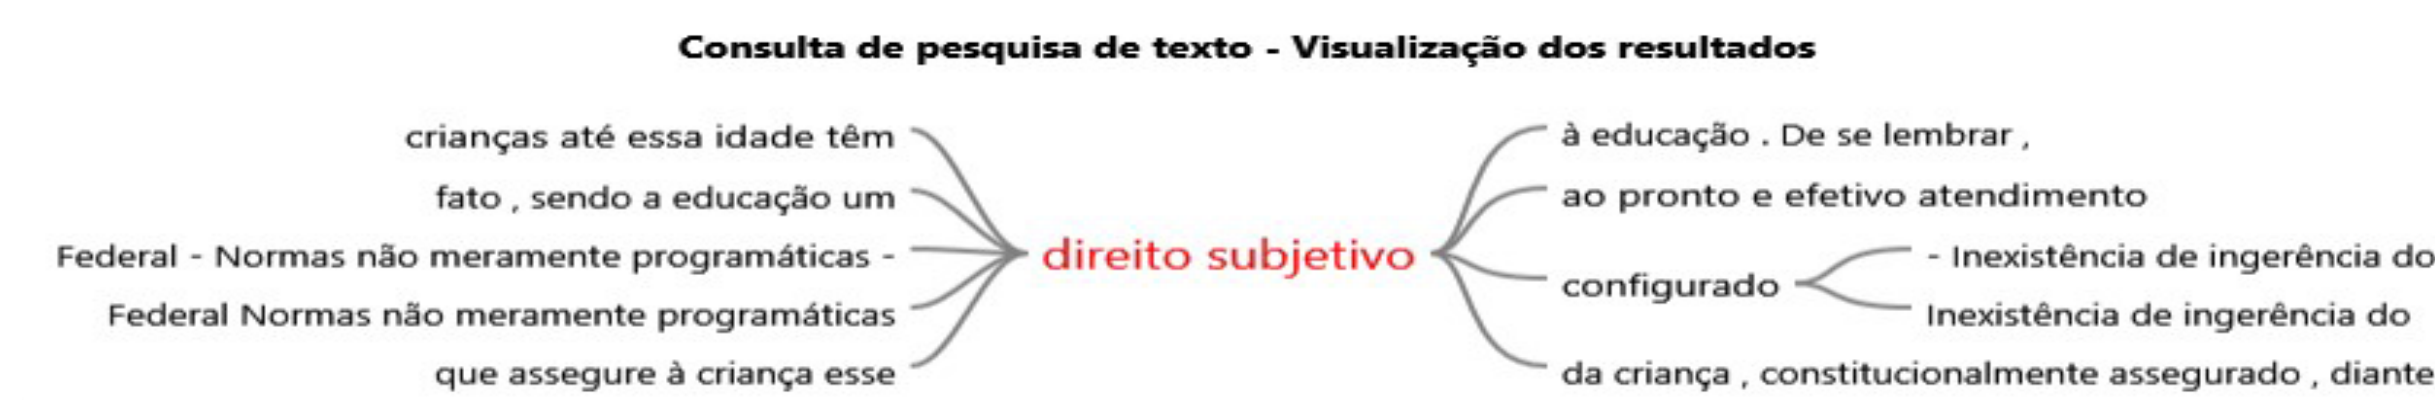 Consulta de pesquisa de texto - Visualização dos resultados
crianças até essa idade têm
fato , sendo a educação um
Federal - Normas não meramente programáticas -
Federal Normas não meramente programáticas
que assegure à criança esse
direito subjetivo
à educação . De se lembrar ,
ao pronto e efetivo atendimento
configurado
- Inexistência de ingerência do
Inexistência de ingerência do
da criança , constitucionalmente assegurado , diante